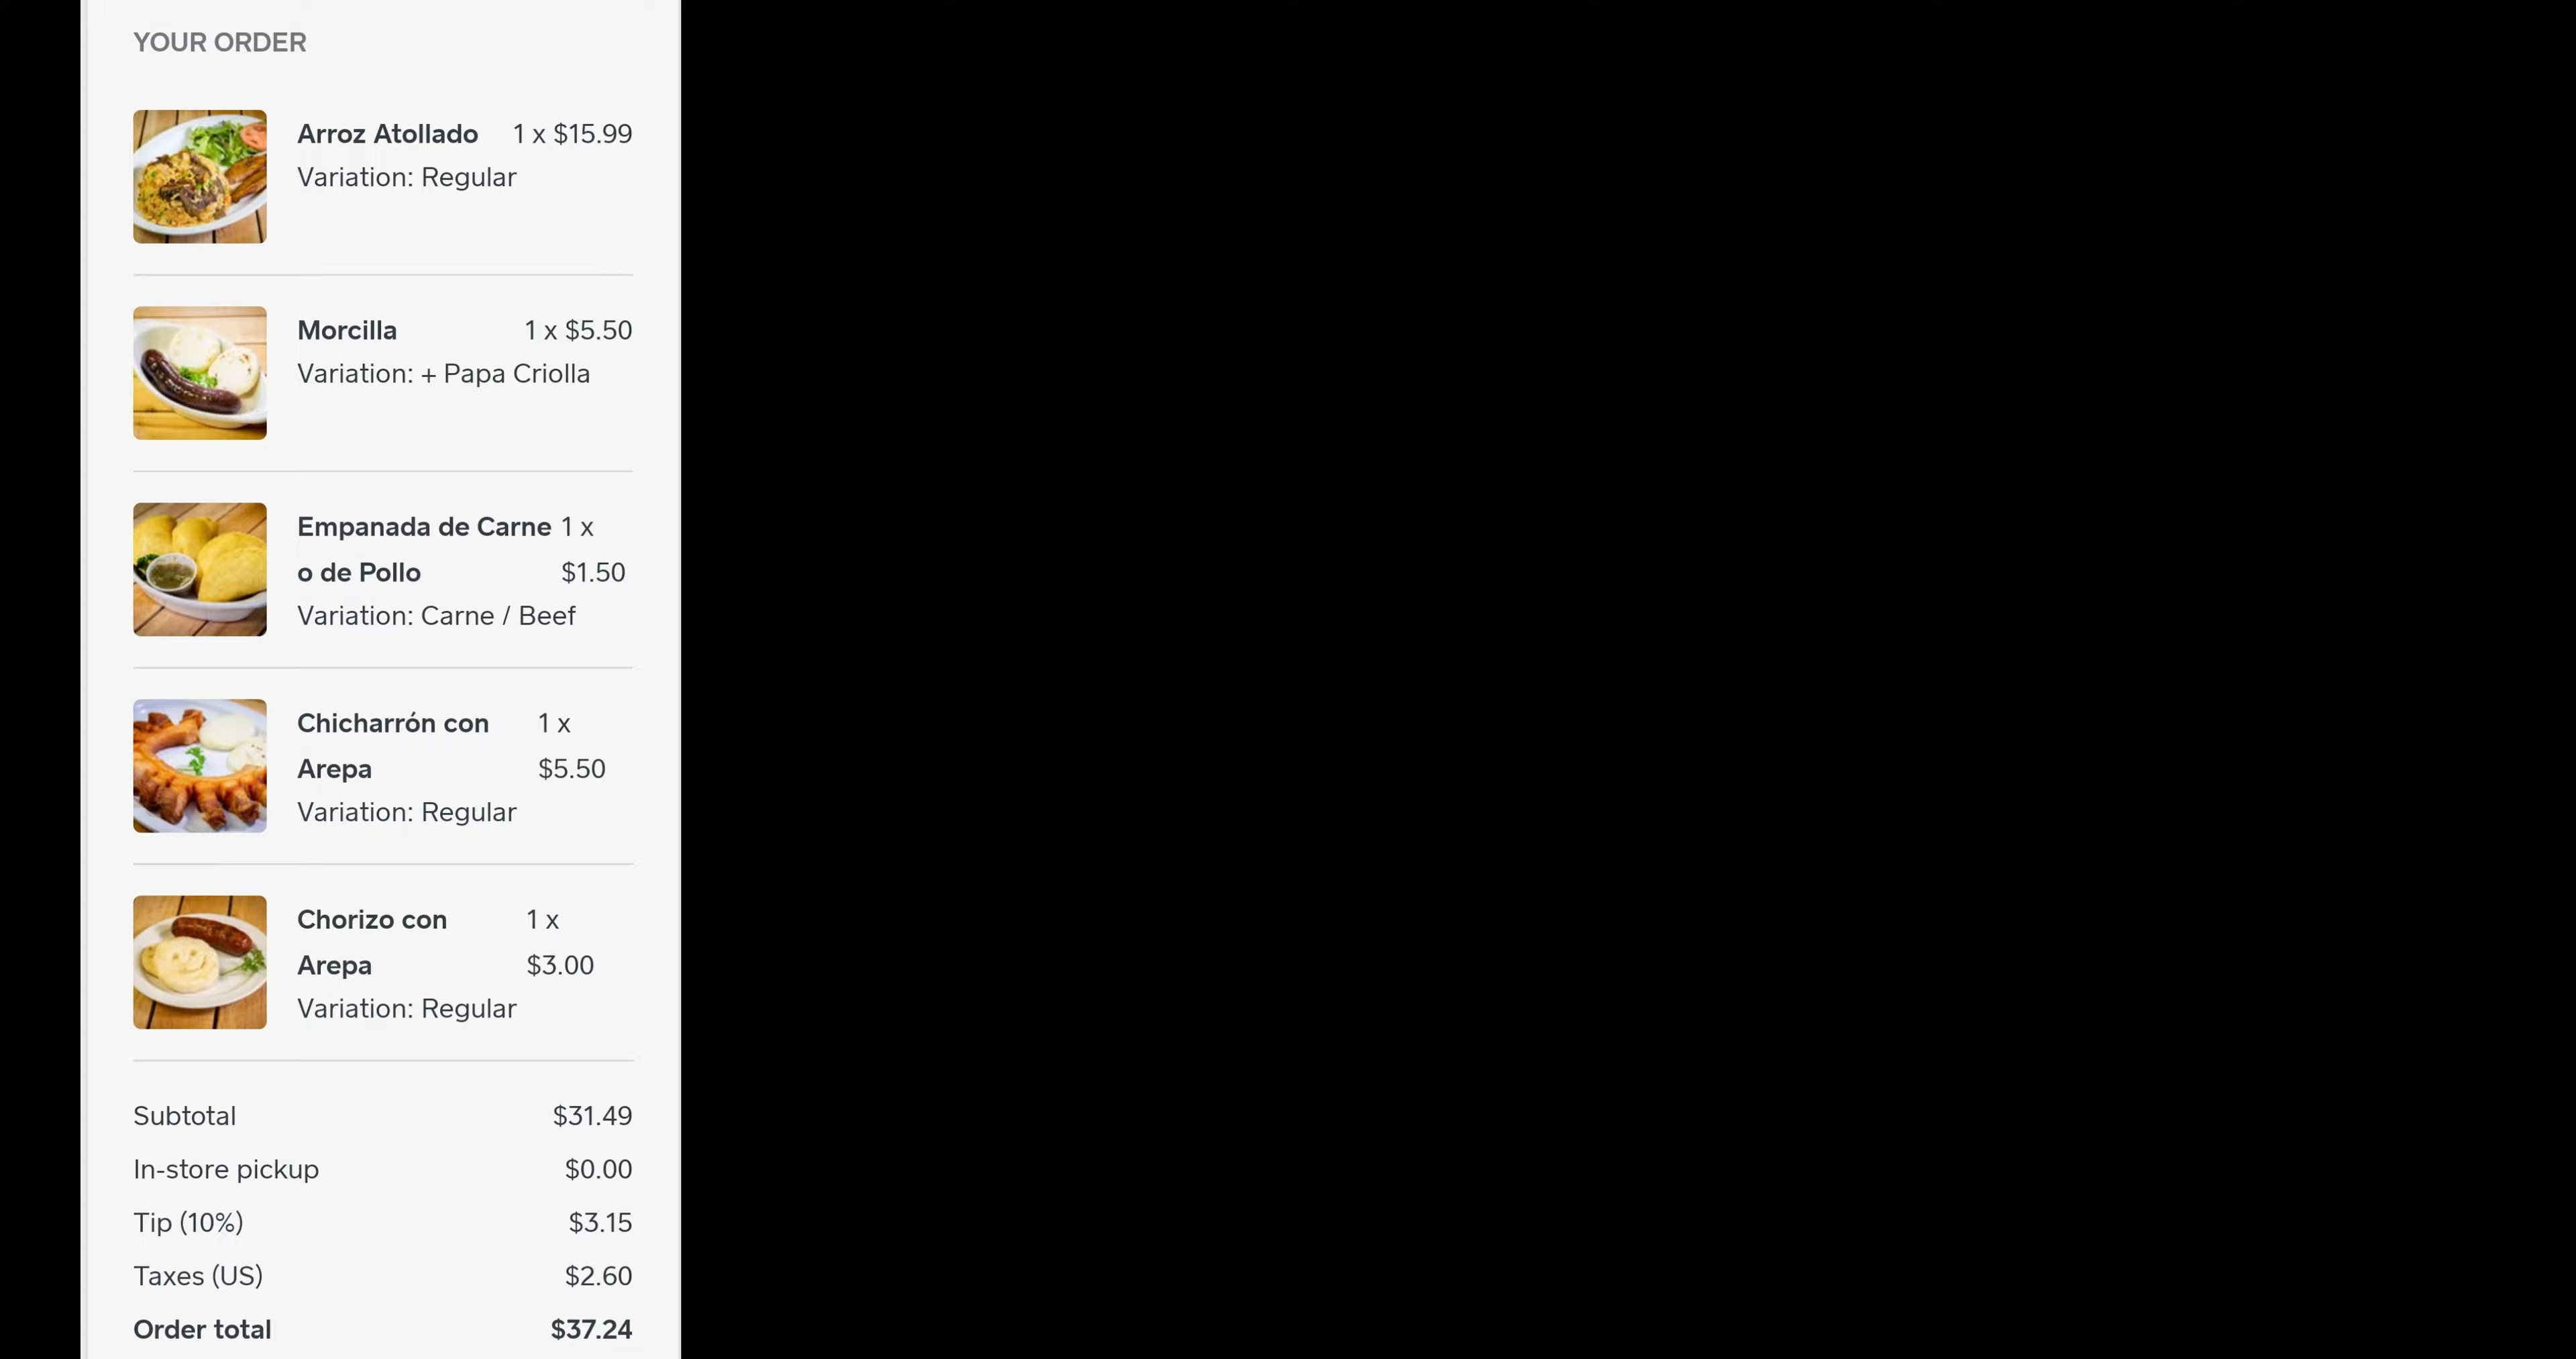 YOUR ORDER
Arroz Atollado 1 x $15.99
Variation: Regular
Morcilla 1 x $5.50
Variation: + Papa Criolla
Empanada de Carne 1 x
o de Pollo $1.50
Variation: Carne / Beef
Chicharrón con 1 x
Arepa $5.50
Variation: Regular
Chorizo con 1 x
Arepa $3.00
Variation: Regular
Subtotal $31.49
In-store pickup $0.00
Tip (10%) $3.15
Taxes (US) $2.60
Order total $37.24